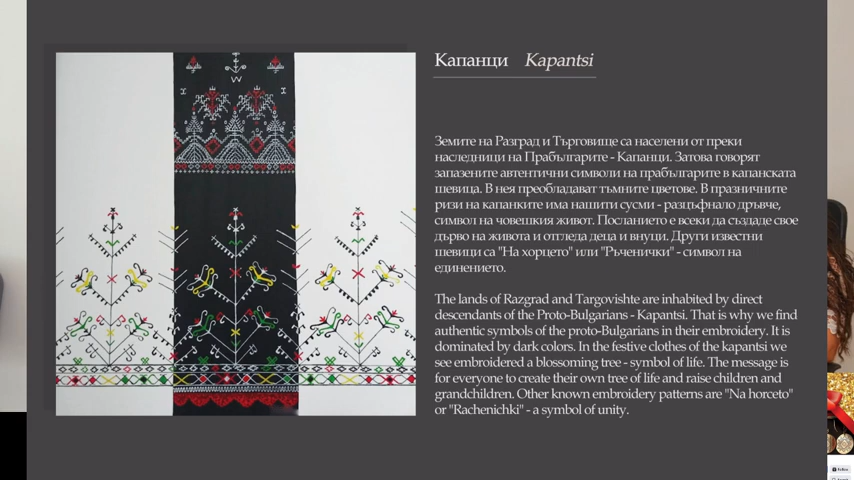 Капанци Kapantsi
Земите на Разград и Търговище са населени от преки
наследници на Прабългарите - Капанци. Затова говорят
запазените автентични символи на прабългарите в капанската
шевица. В нея преобладават тъмните цветове. В празничните
ризи на капанките има нашити сусми - разцъфнало дръвче,
символ на човешкия живот. Посланието е всеки да създаде свое
дърво на живота и отгледа деца и внуци. Други известни
шевици са "На хорцето" или "Ръченички" - символ на
единението.
The lands of Razgrad and Targovishte are inhabited by direct
descendants of the Proto-Bulgarians - Kapantsi. That is why we find
authentic symbols of the proto-Bulgarians in their embroidery. It is
dominated by dark colors. In the festive clothes of the kapantsi we
see embroidered a blossoming tree - symbol of life. The message is
for everyone to create their own tree of life and raise children and
grandchildren. Other known embroidery patterns are "Na horceto"
or "Rachenichki" - a symbol of unity.